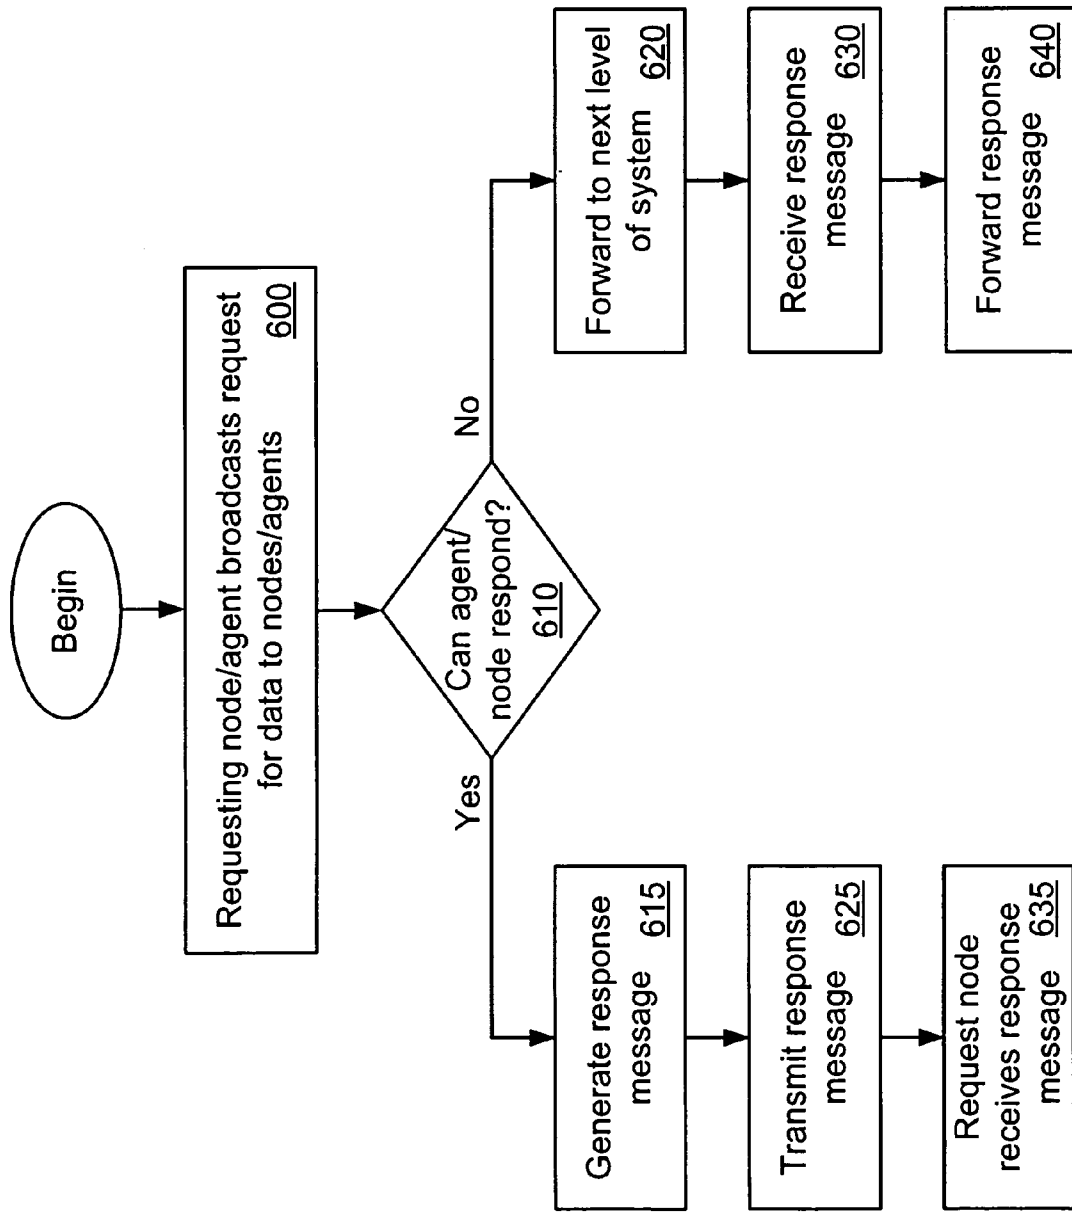 Begin
Requesting node/agent broadcasts request
for data to nodes/agents 600
Can agent/
node respond?
610
Yes
No
Generate response
message 615
Transmit response
message 625
Request node
receives response
message 635
Forward to next level
of system 620
Receive response
message 630
Forward response
message 640